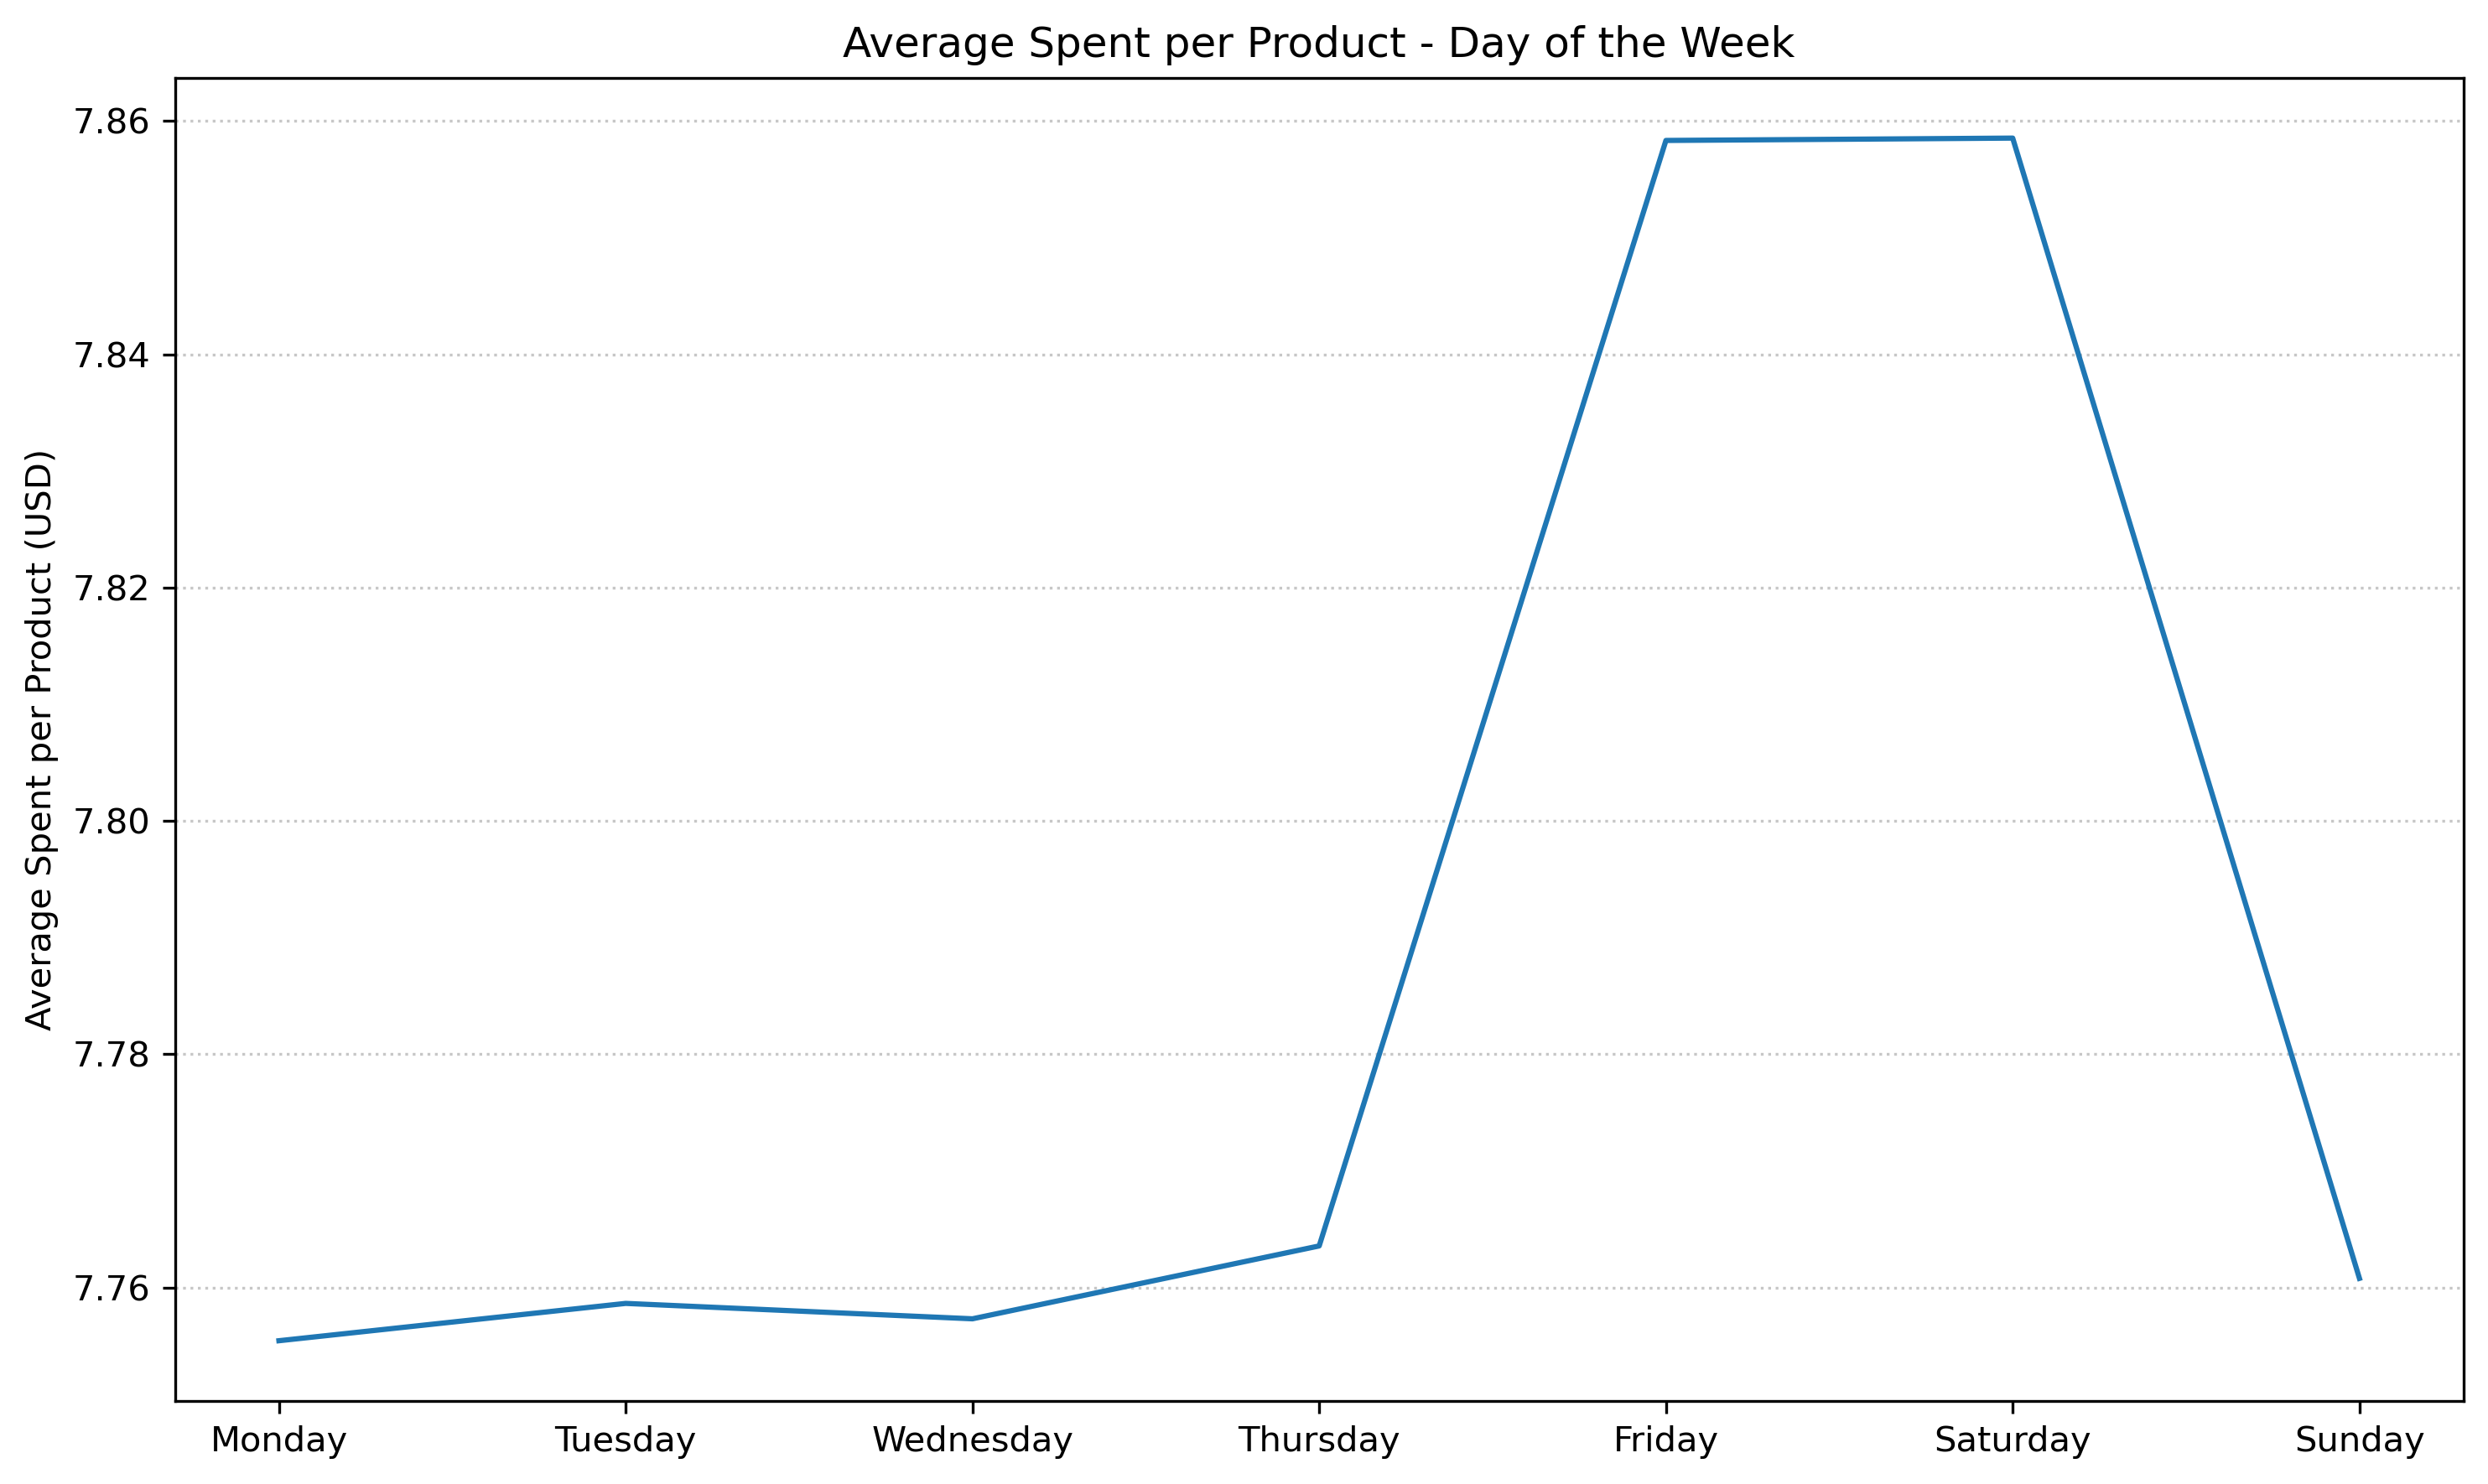 Average Spent per Product - Day of the Week
Average Spent per Product (USD)
7.86
7.84
7.82
7.80
7.78
7.76
Monday Tuesday Wednesday Thursday Friday Saturday Sunday